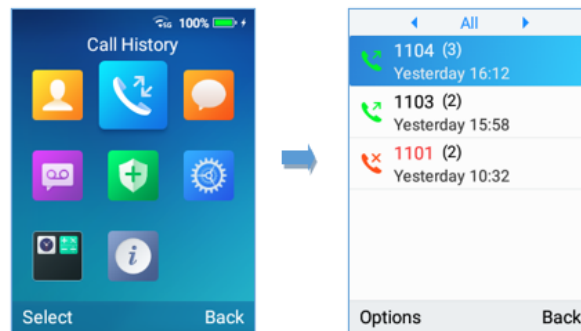 5G 100%
Call History
i
Select Back
All
1104 (3)
Yesterday 16:12
1103 (2)
Yesterday 15:58
1101 (2)
Yesterday 10:32
Options Back